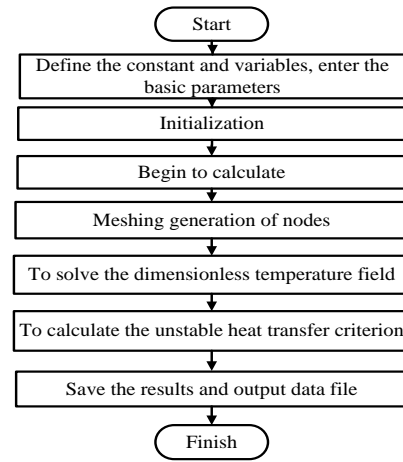 Start
Define the constant and variables, enter the
basic parameters
Initialization
Begin to calculate
Meshing generation of nodes
To solve the dimensionless temperature field
To calculate the unstable heat transfer criterion
Save the results and output data file
Finish